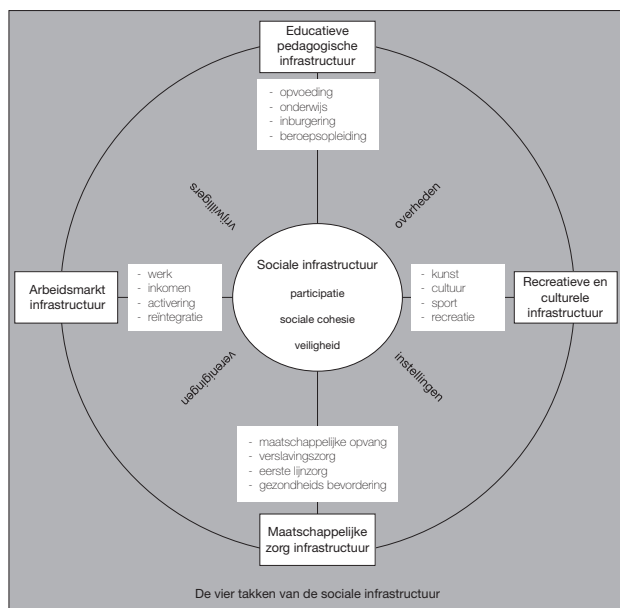 Educatieve
pedagogische
infrastructuur
- opvoeding
- onderwijs
- inburgering
- beroepsopleiding
vrijwilligers
overheden
Arbeidsmarkt
infrastructuur
- werk
- inkomen
- activering
- reïntegratie
Sociale infrastructuur
participatie
sociale cohesie
veiligheid
- kunst
- cultuur
- sport
- recreatie
Recreatieve en
culturele
infrastructuur
verenigingen
instellingen
- maatschappelijke opvang
- verslavingszorg
- eerste lijnzorg
- gezondheids bevordering
Maatschappelijke
zorg infrastructuur
De vier takken van de sociale infrastructuur